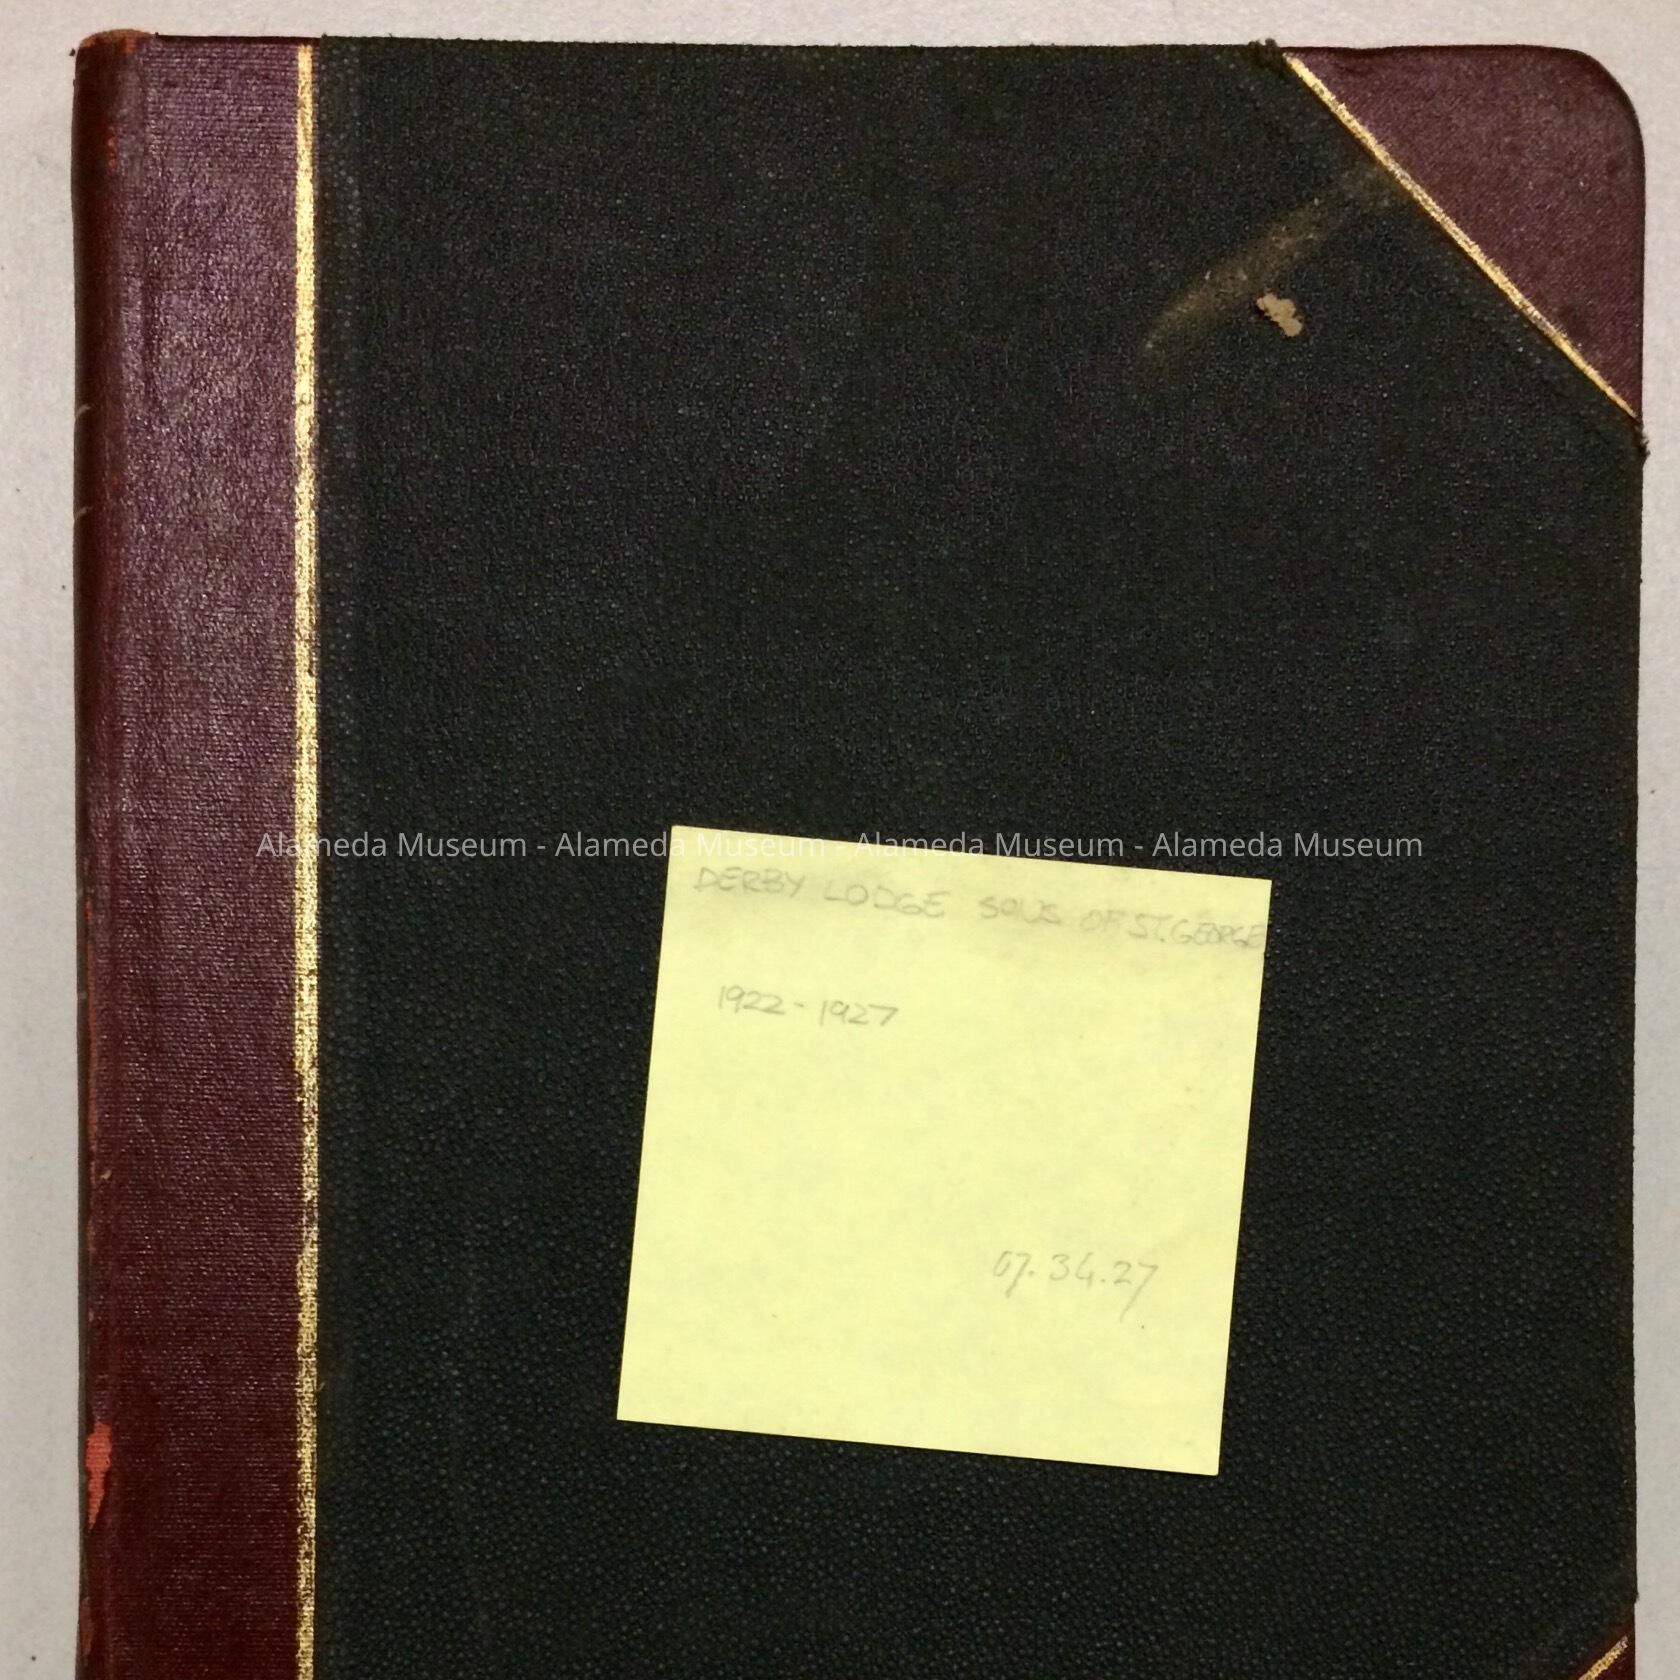 Alameda Museum - Alameda Museum - Alameda Museum - Alameda Museum
DERBY LODGE SONS OF ST. GEORGE
1922 - 1927
07.34.27